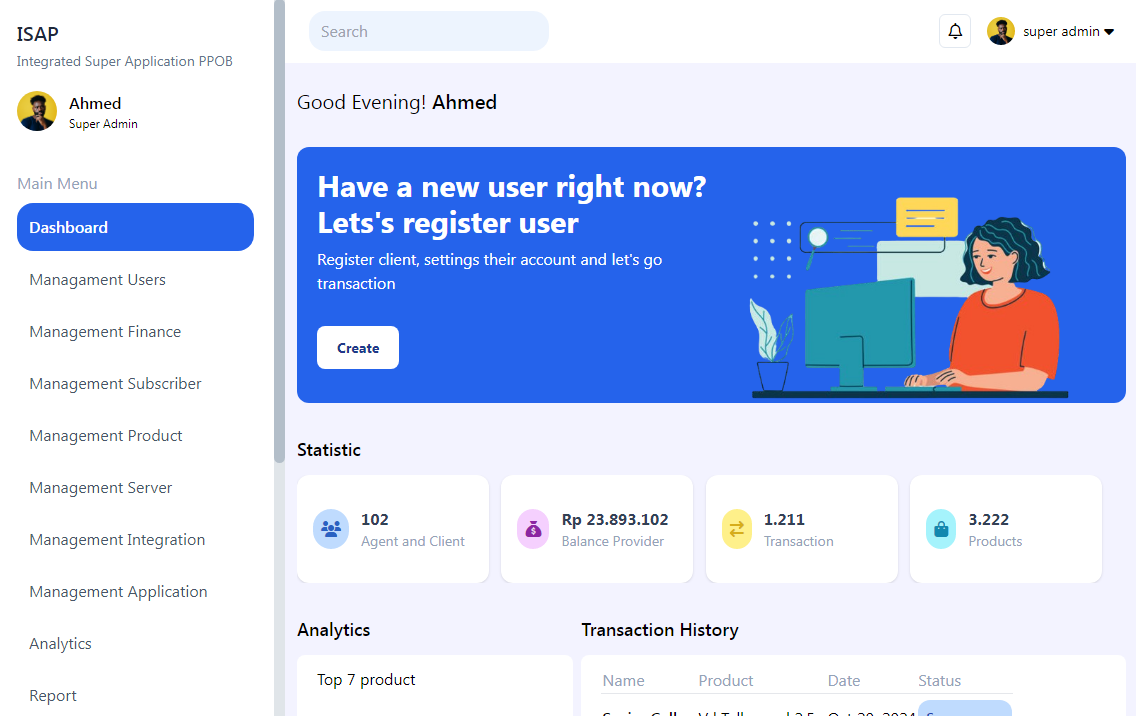 ISAP
Integrated Super Application PPOB
Ahmed
Super Admin
Main Menu
Dashboard
Managament Users
Management Finance
Management Subscriber
Management Product
Management Server
Management Integration
Management Application
Analytics
Report
Search
super admin
Good Evening! Ahmed
Have a new user right now?
Lets's register user
Register client, settings their account and let's go
transaction
Create
Statistic
102
Agent and Client
Rp 23.893.102
Balance Provider
1.211
Transaction
3.222
Products
Analytics
Top 7 product
Transaction History
Name Product Date Status